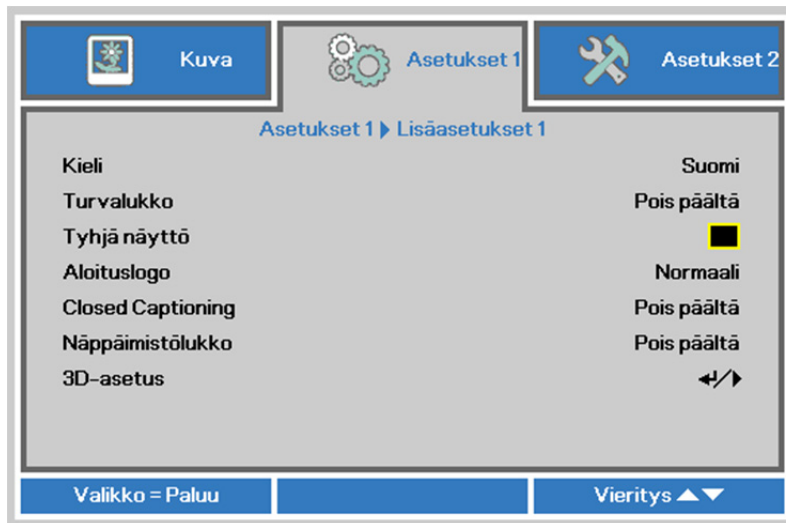 Kuva Asetukset 1 Asetukset 2
Asetukset 1 ▶ Lisäasetukset 1
Kieli Suomi
Turvalukko Pois päältä
Tyhjä näyttö
Aloituslogo Normaali
Closed Captioning Pois päältä
Näppäimistölukko Pois päältä
3D-asetus ↵/▶
Valikko = Paluu Vieritys ▲▼